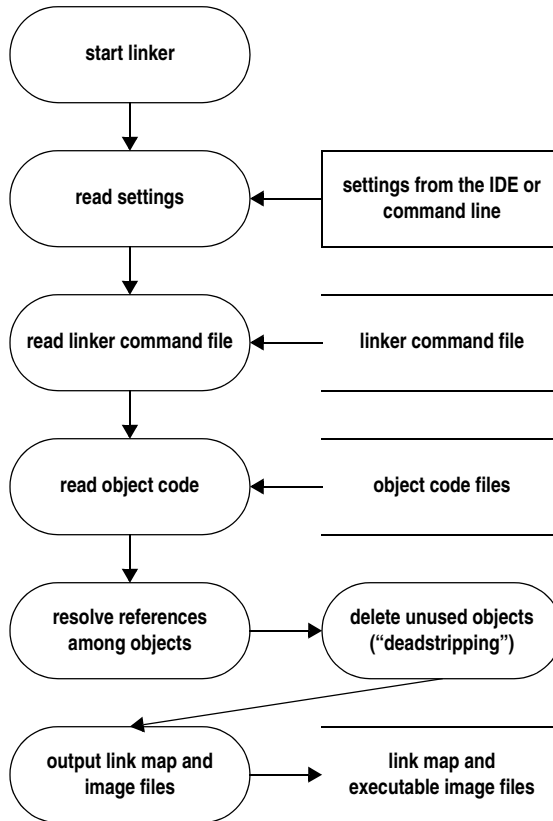 start linker
read settings
settings from the IDE or
command line
read linker command file
linker command file
read object code
object code files
resolve references
among objects
delete unused objects
(“deadstripping”)
output link map and
image files
link map and
executable image files